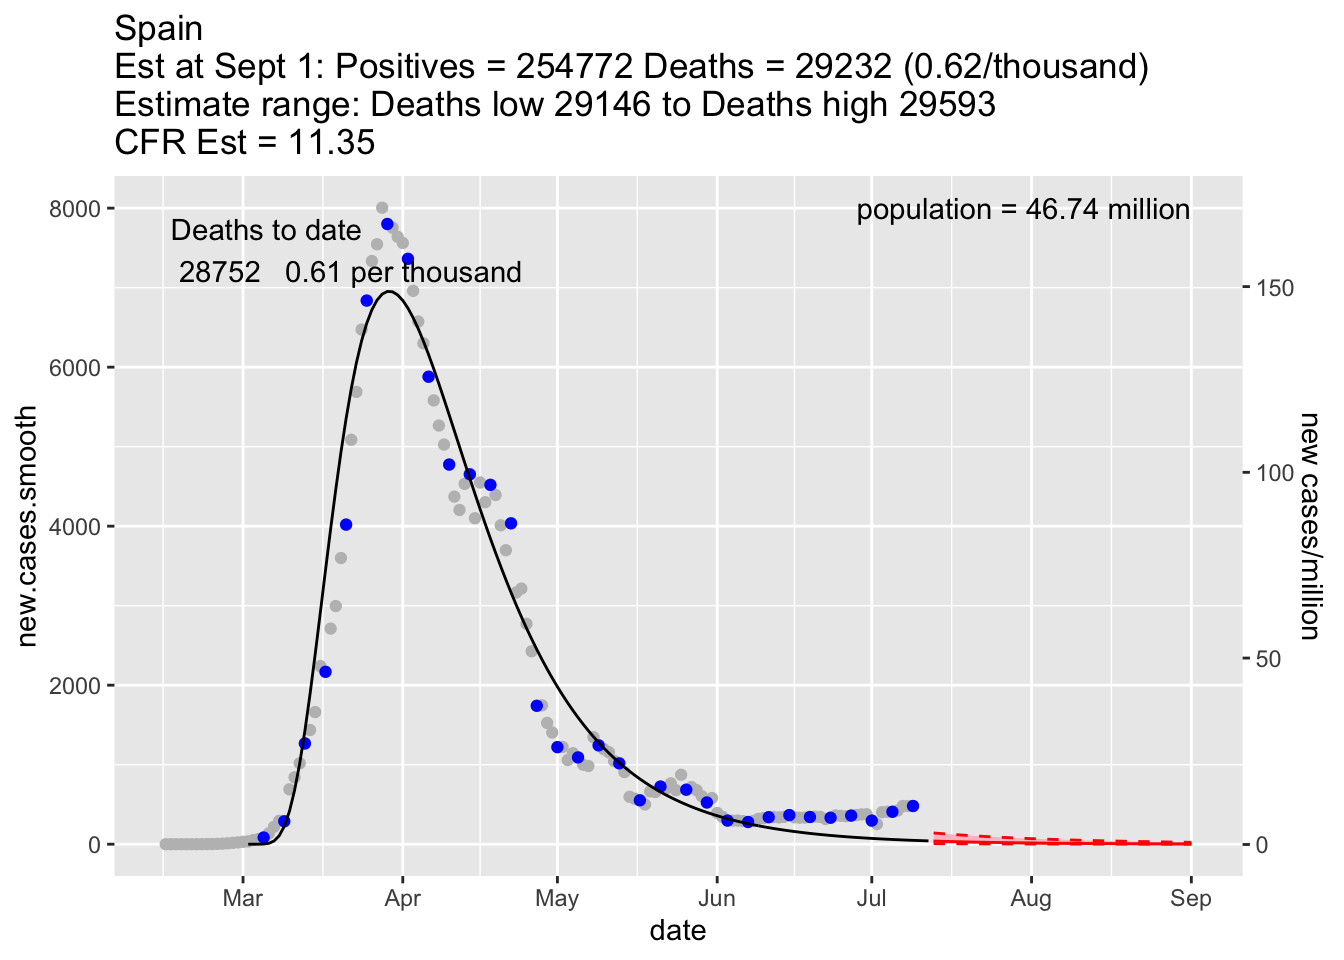 Spain
Est at Sept 1: Positives = 254772 Deaths = 29232 (0.62/thousand)
Estimate range: Deaths low 29146 to Deaths high 29593
CFR Est = 11.35
population = 46.74 million
Deaths to date
28752 0.61 per thousand
8000
6000
4000
2000
0
new.cases.smooth
150
100
50
0
new cases/million
Mar Apr May Jun Jul Aug Sep
date